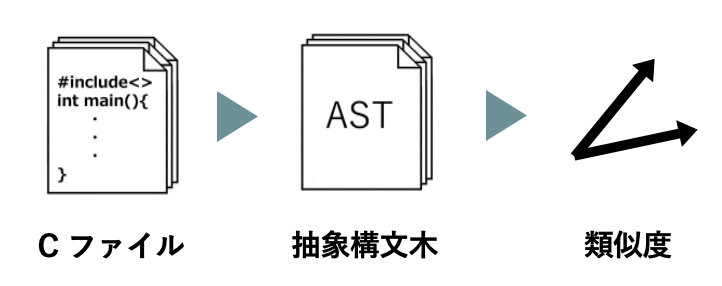 #include<>
int main(){
.
.
.
}
AST
C ファイル
抽象構文木
類似度